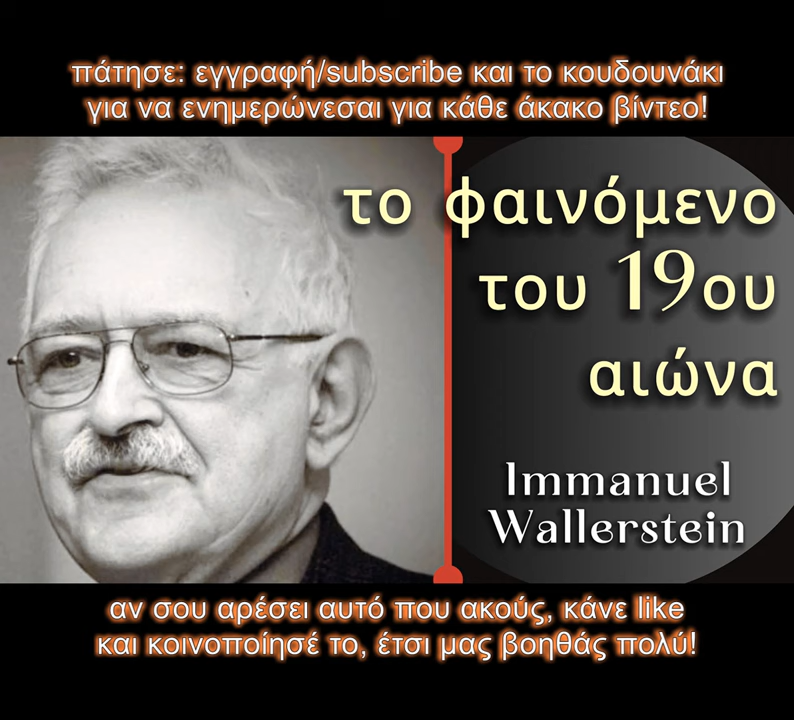 πάτησε: εγγραφή/subscribe και το κουδουνάκι
για να ενημερώνεσαι για κάθε άκακο βίντεο!
το φαινόμενο
του 19ου
αιώνα
Immanuel
Wallerstein
αν σου αρέσει αυτό που ακούς, κάνε like
και κοινοποίησέ το, έτσι μας βοηθάς πολύ!